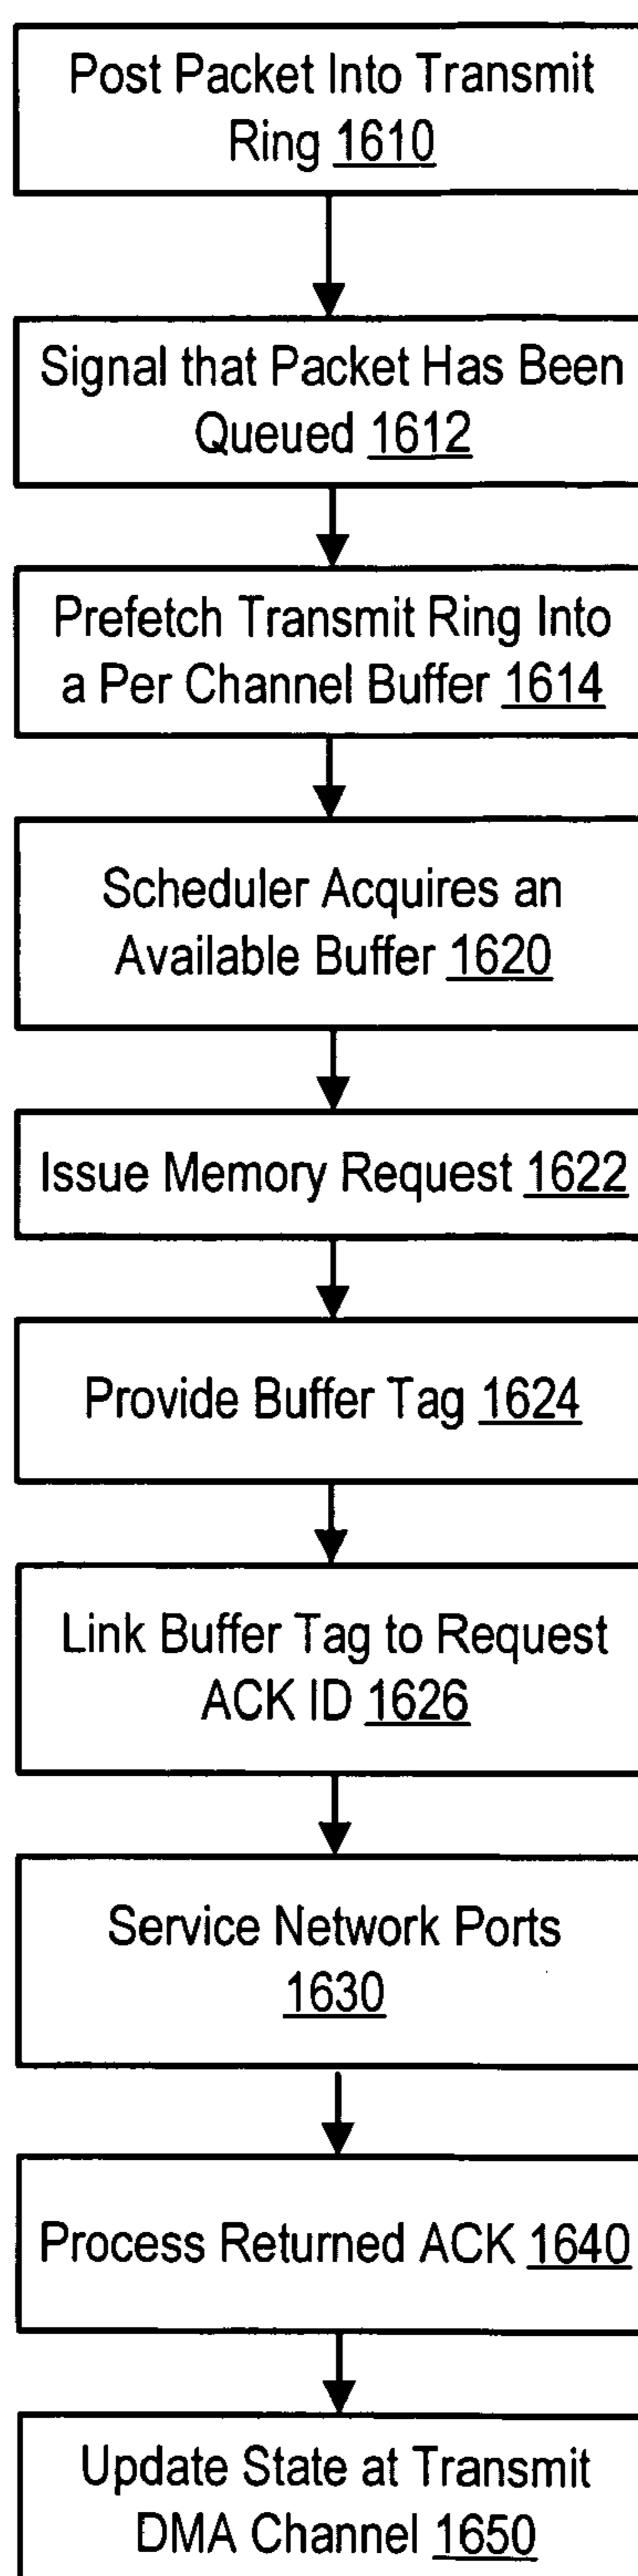 Post Packet Into Transmit
Ring 1610
Signal that Packet Has Been
Queued 1612
Prefetch Transmit Ring Into
a Per Channel Buffer 1614
Scheduler Acquires an
Available Buffer 1620
Issue Memory Request 1622
Provide Buffer Tag 1624
Link Buffer Tag to Request
ACK ID 1626
Service Network Ports
1630
Process Returned ACK 1640
Update State at Transmit
DMA Channel 1650